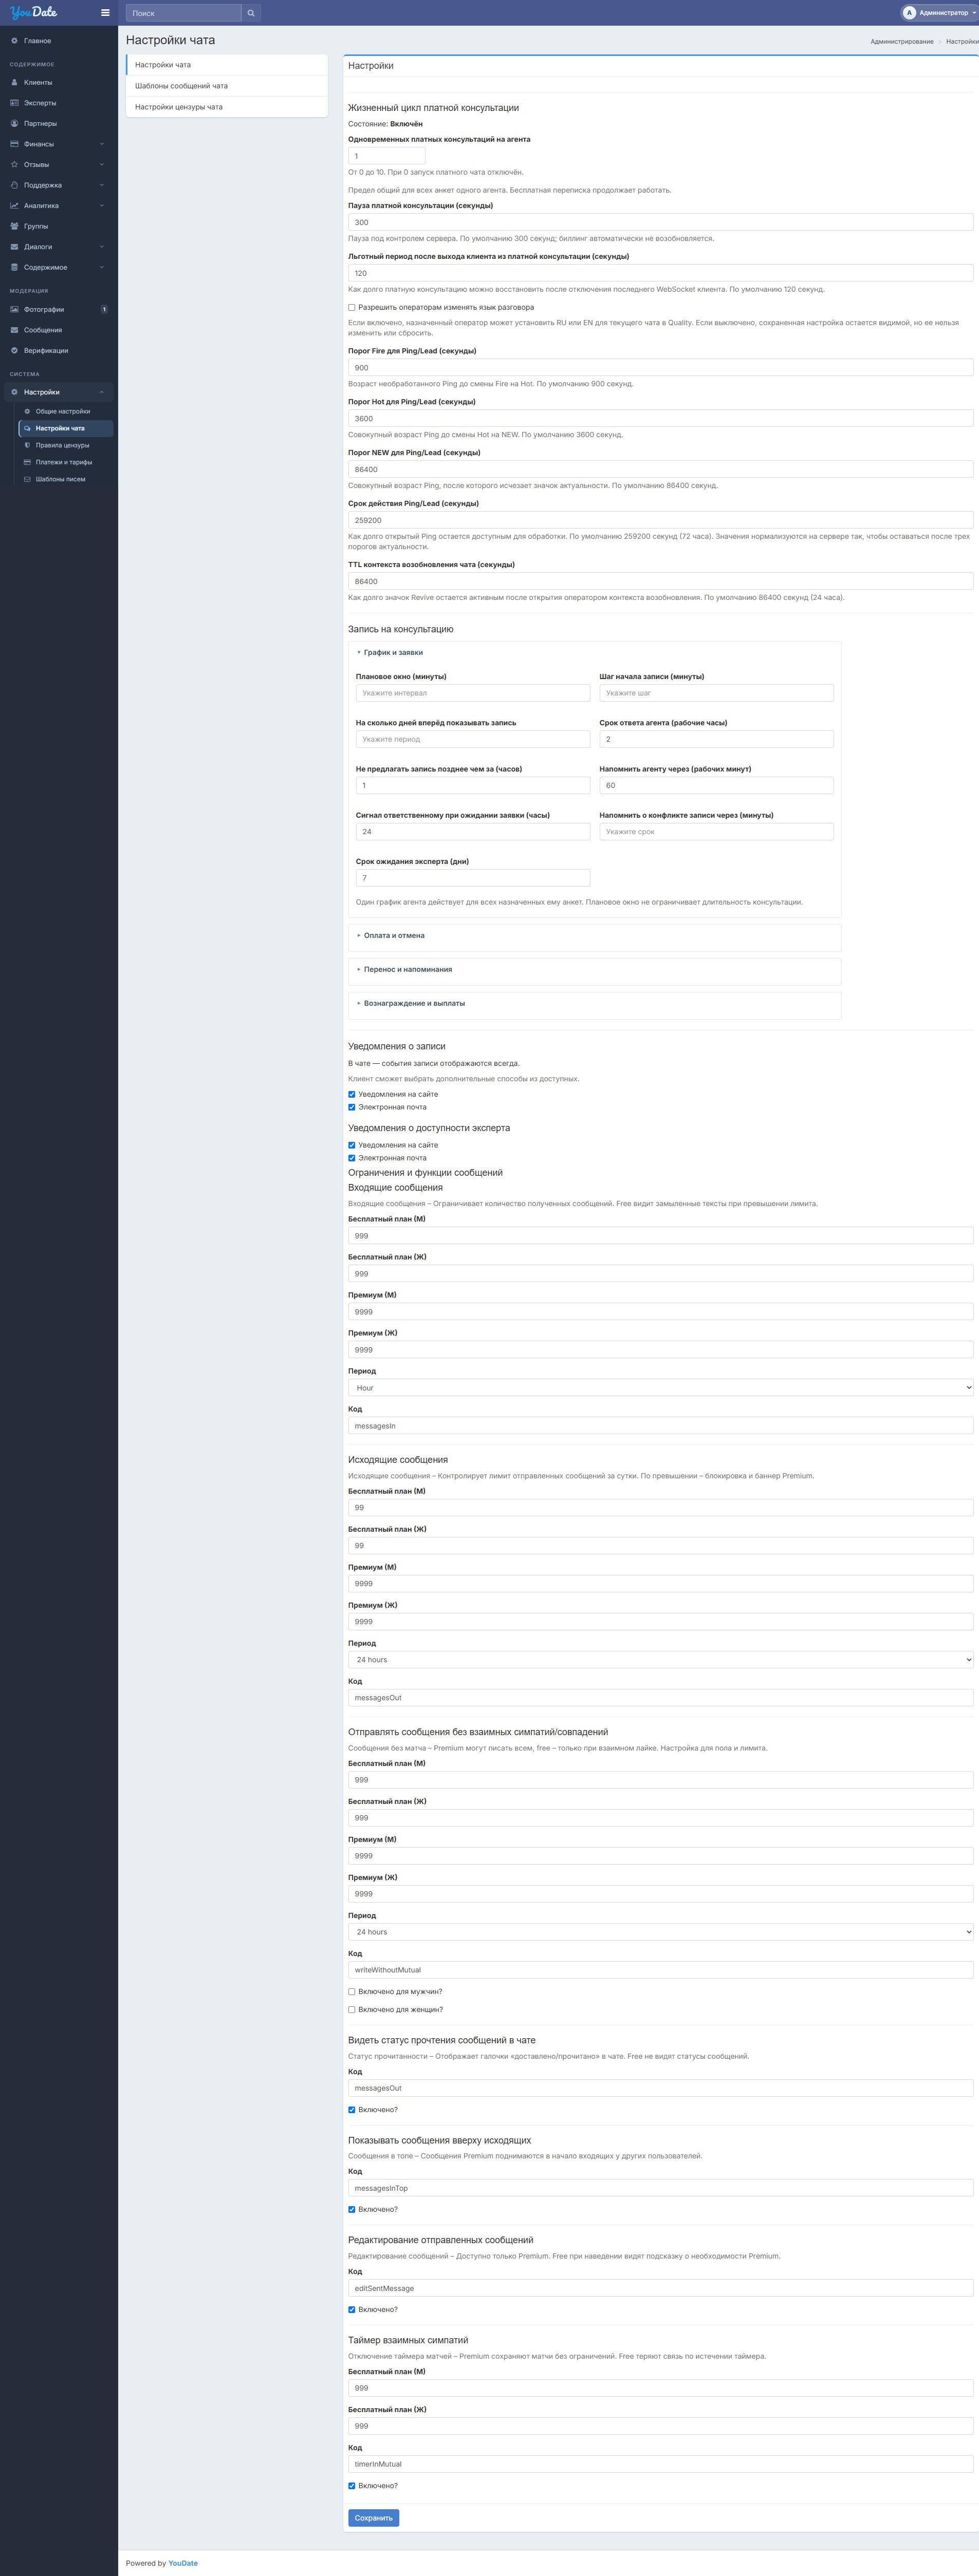 YouDate
Поиск
А Администратор
Главное
СОДЕРЖИМОЕ
Клиенты
Эксперты
Партнеры
Финансы
Отзывы
Поддержка
Аналитика
Группы
Диалоги
Содержимое
МОДЕРАЦИЯ
Фотографии 1
Сообщения
Верификации
СИСТЕМА
Настройки
Общие настройки
Настройки чата
Правила цензуры
Платежи и тарифы
Шаблоны писем
Настройки чата
Администрирование › Настройки
Настройки чата
Шаблоны сообщений чата
Настройки цензуры чата
Настройки
Жизненный цикл платной консультации
Состояние: Включён
Одновременных платных консультаций на агента
1
От 0 до 10. При 0 запуск платного чата отключён.
Предел общий для всех анкет одного агента. Бесплатная переписка продолжает работать.
Пауза платной консультации (секунды)
300
Пауза под контролем сервера. По умолчанию 300 секунд; биллинг автоматически не возобновляется.
Льготный период после выхода клиента из платной консультации (секунды)
120
Как долго платную консультацию можно восстановить после отключения последнего WebSocket клиента. По умолчанию 120 секунд.
Разрешить операторам изменять язык разговора
Если включено, назначенный оператор может установить RU или EN для текущего чата в Quality. Если выключено, сохраненная настройка остается видимой, но ее нельзя
изменить или сбросить.
Порог Fire для Ping/Lead (секунды)
900
Возраст необработанного Ping до смены Fire на Hot. По умолчанию 900 секунд.
Порог Hot для Ping/Lead (секунды)
3600
Совокупный возраст Ping до смены Hot на NEW. По умолчанию 3600 секунд.
Порог NEW для Ping/Lead (секунды)
86400
Совокупный возраст Ping, после которого исчезает значок актуальности. По умолчанию 86400 секунд.
Срок действия Ping/Lead (секунды)
259200
Как долго открытый Ping остается доступным для обработки. По умолчанию 259200 секунд (72 часа). Значения нормализуются на сервере так, чтобы оставаться после трех
порогов актуальности.
TTL контекста возобновления чата (секунды)
86400
Как долго значок Revive остается активным после открытия оператором контекста возобновления. По умолчанию 86400 секунд (24 часа).
Запись на консультацию
График и заявки
Плановое окно (минуты) Шаг начала записи (минуты)
Укажите интервал Укажите шаг
На сколько дней вперёд показывать запись Срок ответа агента (рабочие часы)
Укажите период 2
Не предлагать запись позднее чем за (часов) Напомнить агенту через (рабочих минут)
1 60
Сигнал ответственному при ожидании заявки (часы) Напомнить о конфликте записи через (минуты)
24 Укажите срок
Срок ожидания эксперта (дни)
7
Один график агента действует для всех назначенных ему анкет. Плановое окно не ограничивает длительность консультации.
Оплата и отмена
Перенос и напоминания
Вознаграждение и выплаты
Уведомления о записи
В чате — события записи отображаются всегда.
Клиент сможет выбрать дополнительные способы из доступных.
Уведомления на сайте
Электронная почта
Уведомления о доступности эксперта
Уведомления на сайте
Электронная почта
Ограничения и функции сообщений
Входящие сообщения
Входящие сообщения – Ограничивает количество полученных сообщений. Free видит замыленные тексты при превышении лимита.
Бесплатный план (М)
999
Бесплатный план (Ж)
999
Премиум (М)
9999
Премиум (Ж)
9999
Период
Hour
Код
messagesIn
Исходящие сообщения
Исходящие сообщения – Контролирует лимит отправленных сообщений за сутки. По превышении – блокировка и баннер Premium.
Бесплатный план (М)
99
Бесплатный план (Ж)
99
Премиум (М)
9999
Премиум (Ж)
9999
Период
24 hours
Код
messagesOut
Отправлять сообщения без взаимных симпатий/совпадений
Сообщения без матча – Premium могут писать всем, free – только при взаимном лайке. Настройка для пола и лимита.
Бесплатный план (М)
999
Бесплатный план (Ж)
999
Премиум (М)
9999
Премиум (Ж)
9999
Период
24 hours
Код
writeWithoutMutual
Включено для мужчин?
Включено для женщин?
Видеть статус прочтения сообщений в чате
Статус прочитанности – Отображает галочки «доставлено/прочитано» в чате. Free не видят статусы сообщений.
Код
messagesOut
Включено?
Показывать сообщения вверху исходящих
Сообщения в топе – Сообщения Premium поднимаются в начало входящих у других пользователей.
Код
messagesInTop
Включено?
Редактирование отправленных сообщений
Редактирование сообщений – Доступно только Premium. Free при наведении видят подсказку о необходимости Premium.
Код
editSentMessage
Включено?
Таймер взаимных симпатий
Отключение таймера матчей – Premium сохраняют матчи без ограничений. Free теряют связь по истечении таймера.
Бесплатный план (М)
999
Бесплатный план (Ж)
999
Код
timerInMutual
Включено?
Сохранить
Powered by YouDate